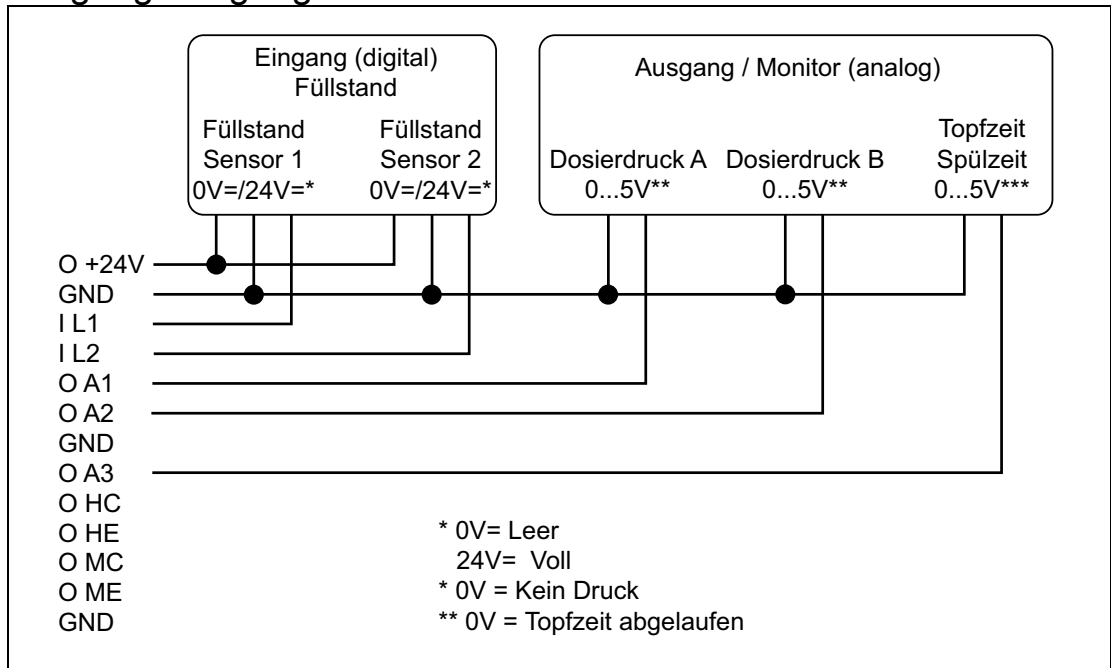 Eingang (digital)
Füllstand
Füllstand
Sensor 1
0V=/24V=*
Füllstand
Sensor 2
0V=/24V=*
Ausgang / Monitor (analog)
Dosierdruck A
0...5V**
Dosierdruck B
0...5V**
Topfzeit
Spülzeit
0...5V***
O +24V
GND
I L1
I L2
O A1
O A2
GND
O A3
O HC
O HE
O MC
O ME
GND
* 0V= Leer
24V= Voll
* 0V = Kein Druck
** 0V = Topfzeit abgelaufen